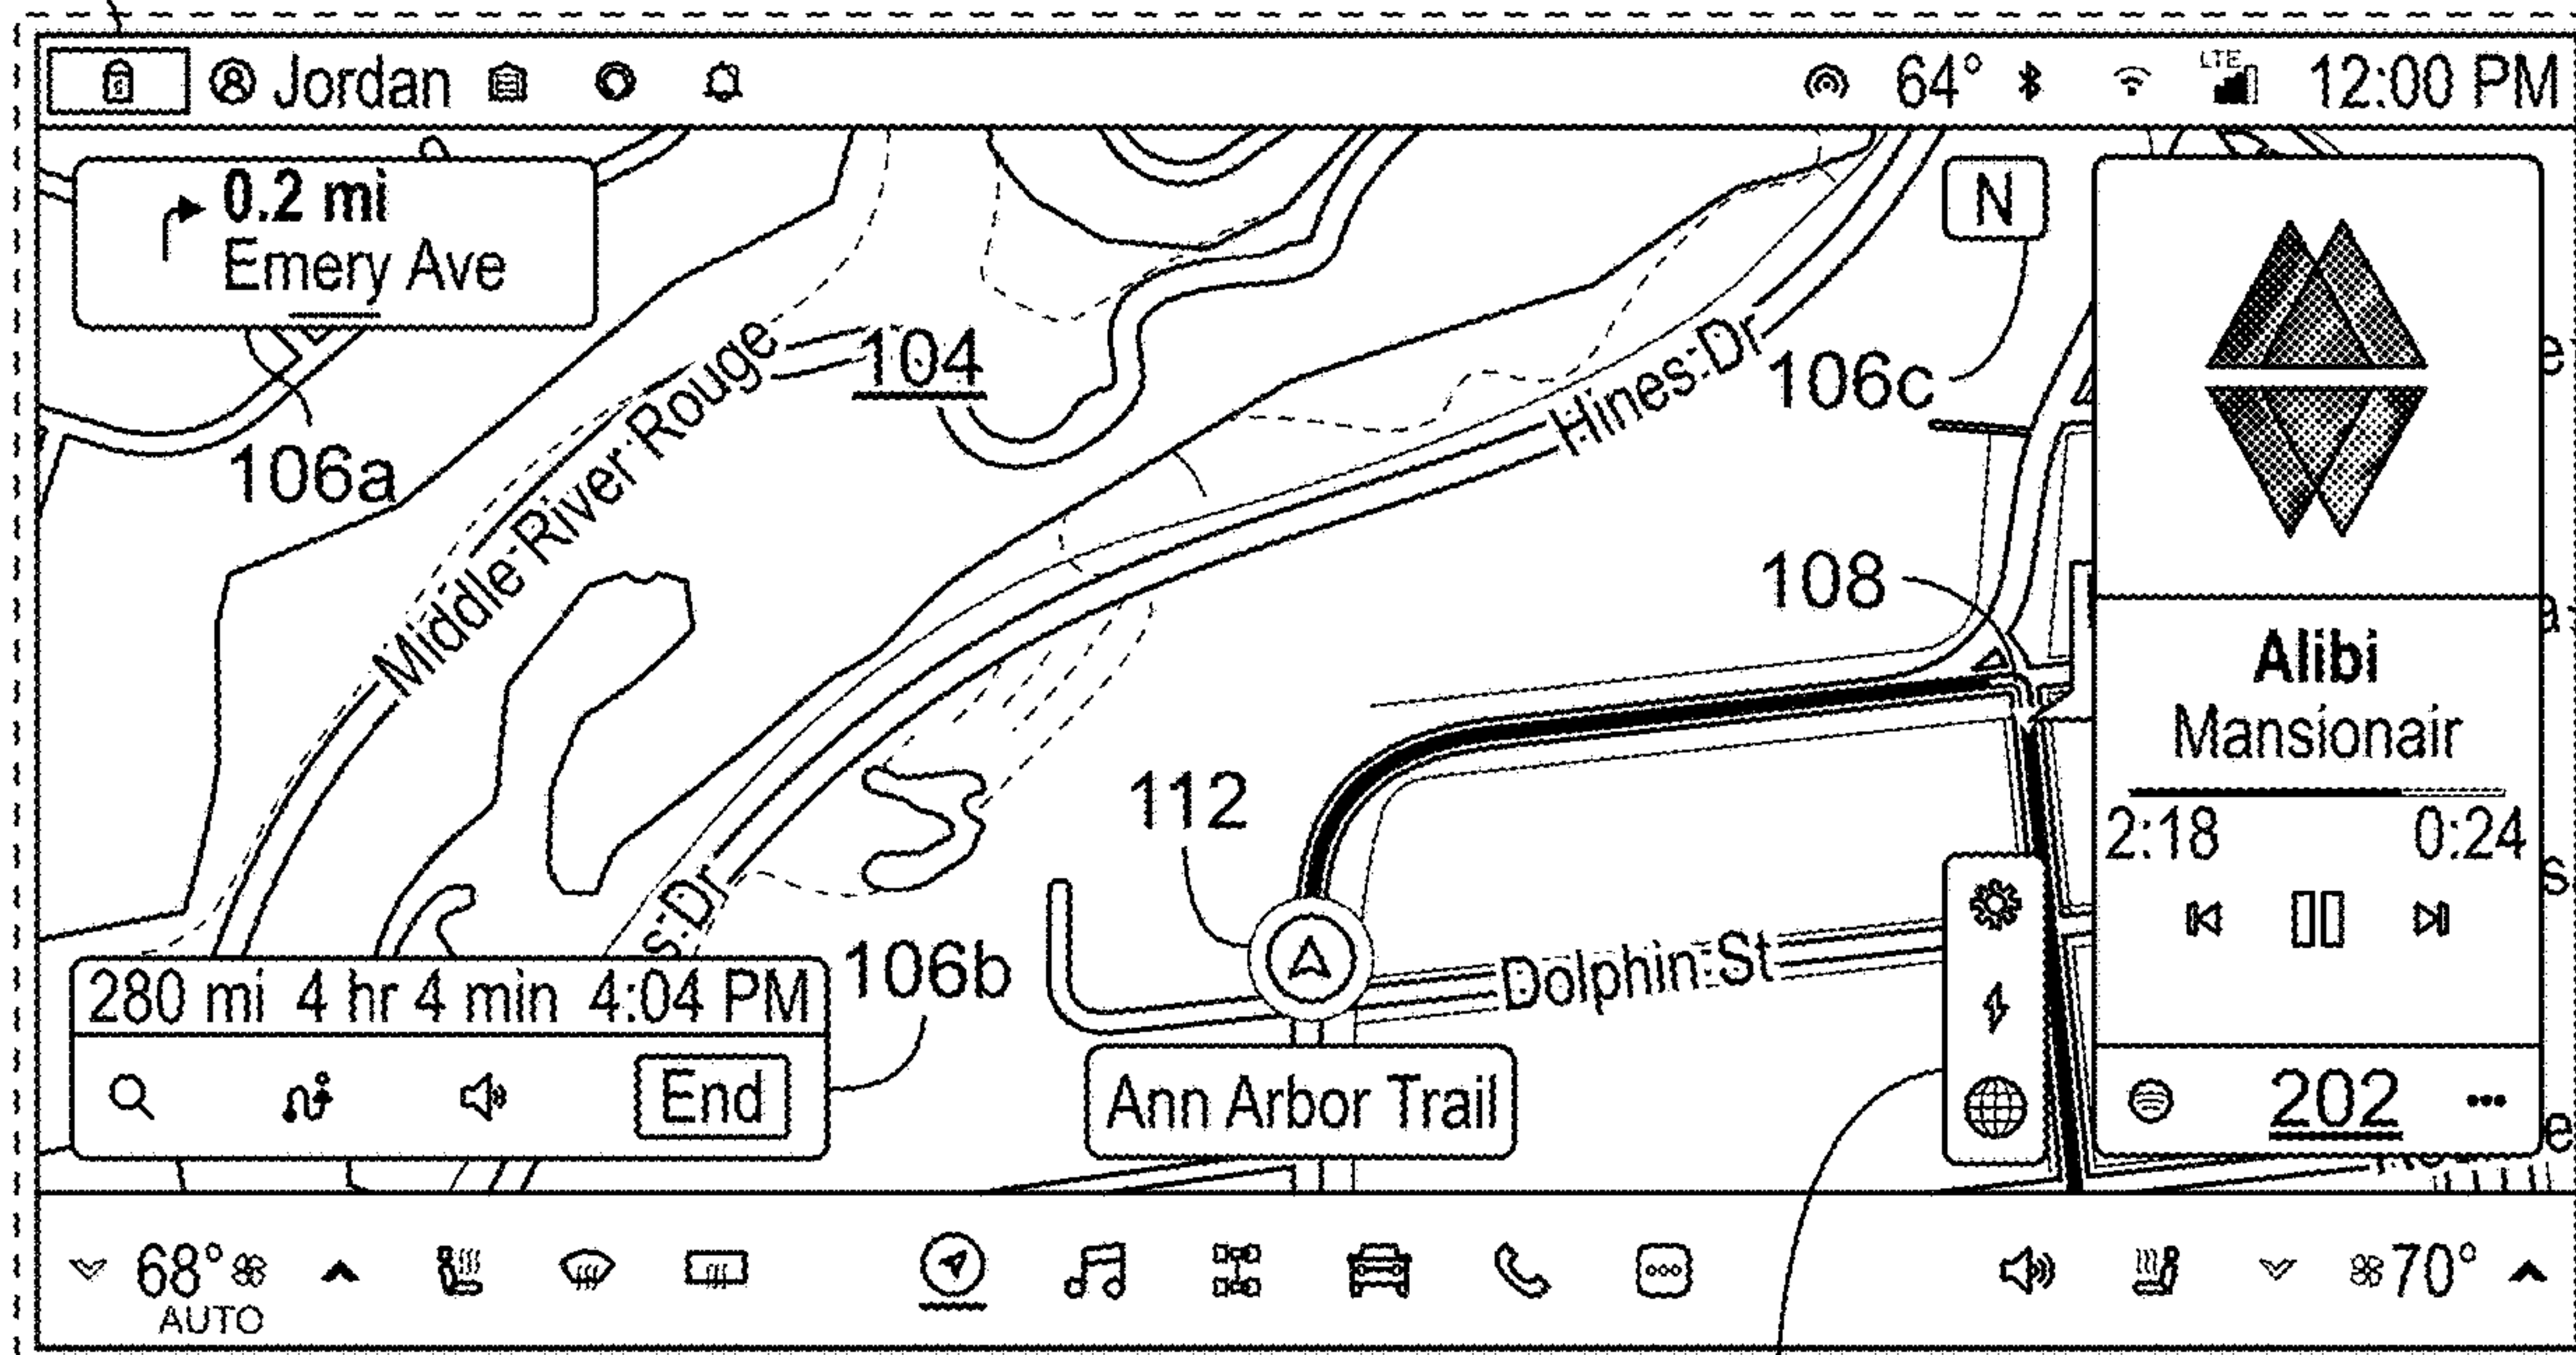 Jordan 64° LTE 12:00 PM
0.2 mi
Emery Ave
N
104
Hines Dr
106c
106a
Middle River Rouge
108
Alibi
Mansionair
2:18 0:24
112
s Dr
106b
Dolphin St
280 mi 4 hr 4 min 4:04 PM
End
Ann Arbor Trail
202
68° 70°
AUTO